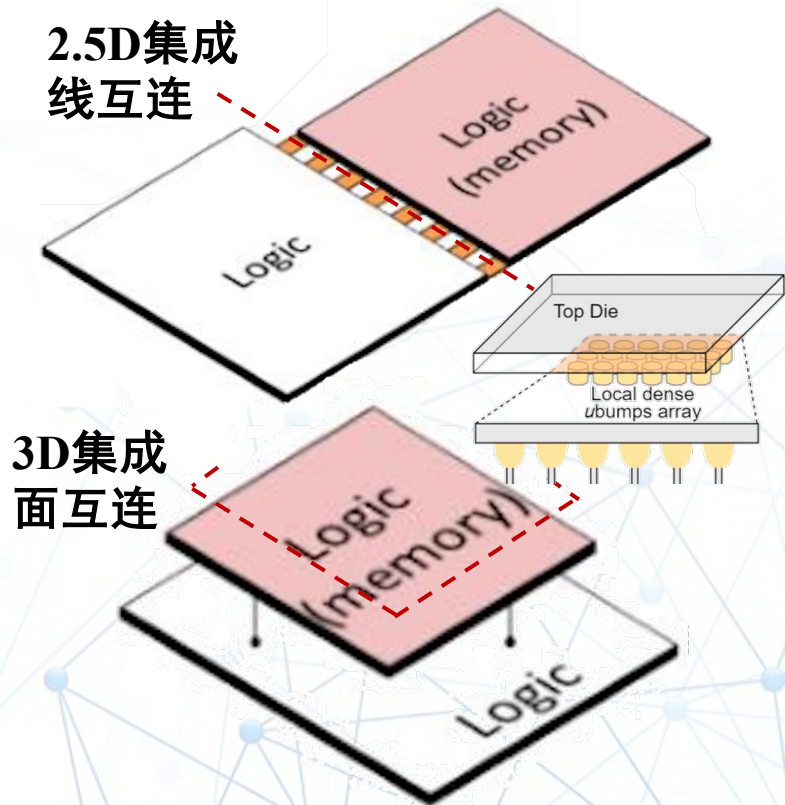 2.5D集成
线互连
Logic
(memory)
Logic
Top Die
Local dense
ubumps array
3D集成
面互连
Logic
(memory)
Logic